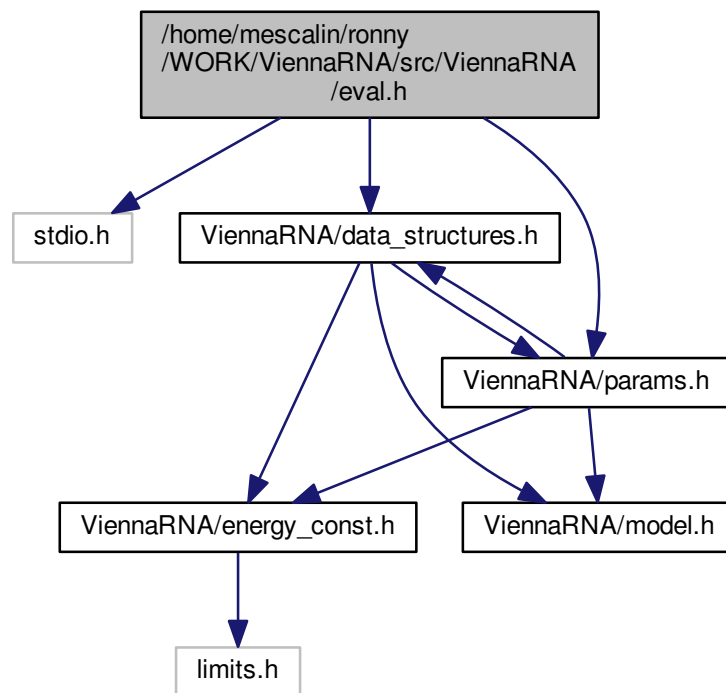 /home/mescalin/ronny
/WORK/ViennaRNA/src/ViennaRNA
/eval.h
stdio.h
ViennaRNA/data_structures.h
ViennaRNA/params.h
ViennaRNA/energy_const.h
ViennaRNA/model.h
limits.h